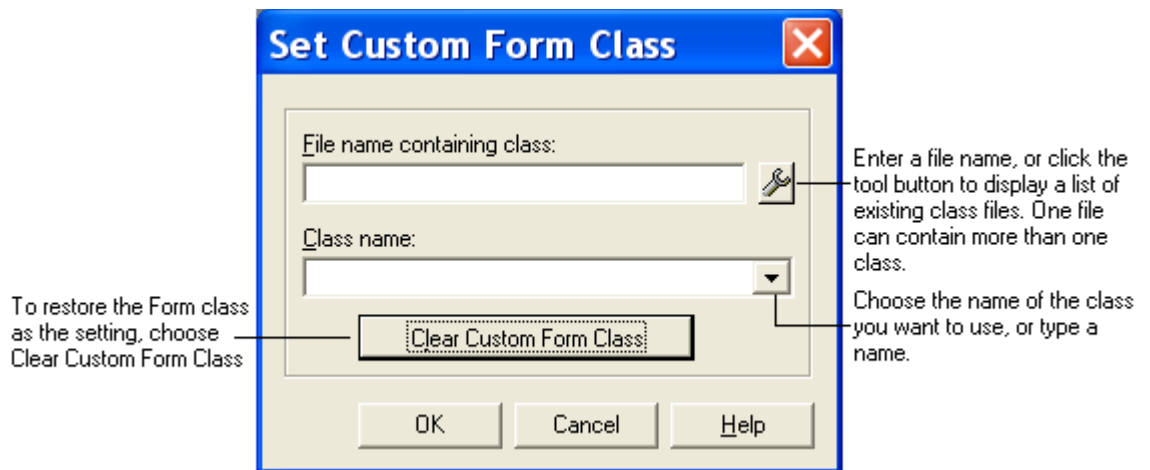 Set Custom Form Class
File name containing class:
Class name:
Clear Custom Form Class
OK
Cancel
Help
Enter a file name, or click the
tool button to display a list of
existing class files. One file
can contain more than one
class.
Choose the name of the class
you want to use, or type a
name.
To restore the Form class
as the setting, choose
Clear Custom Form Class